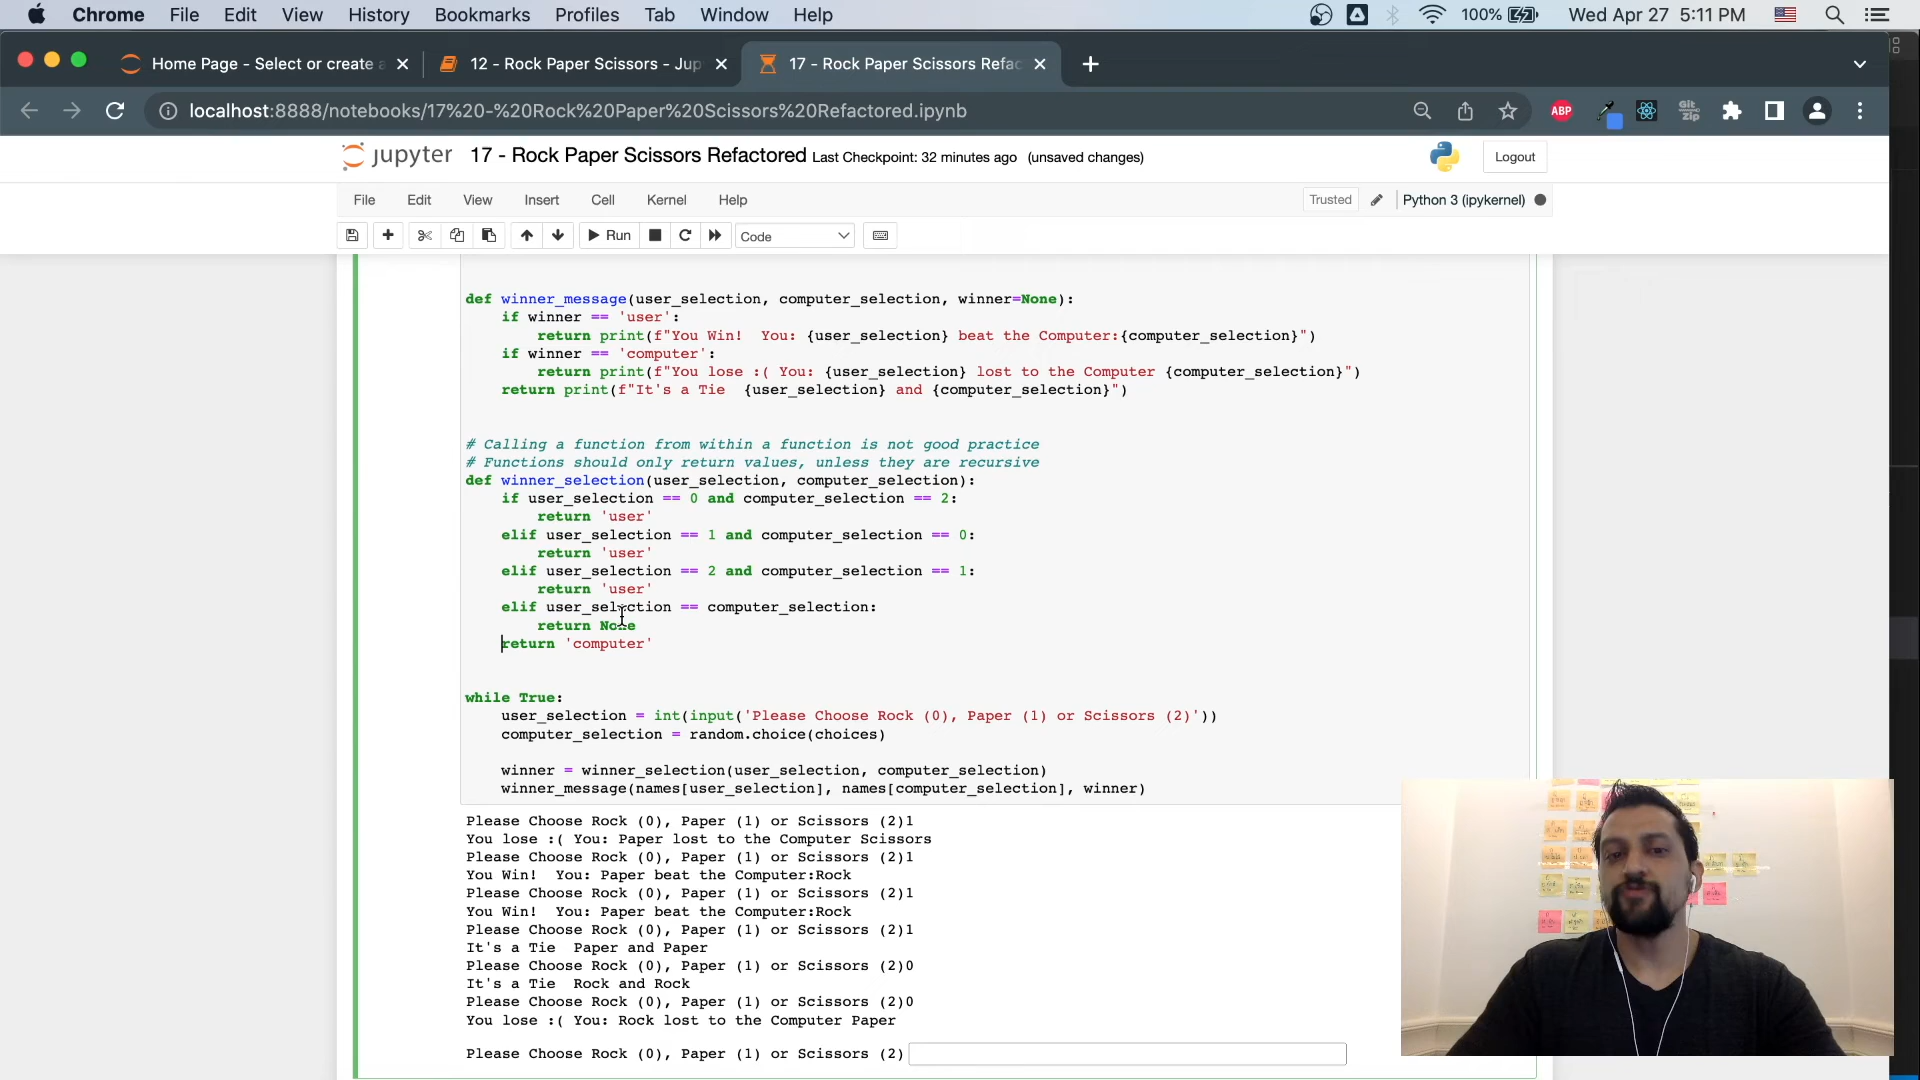 Chrome File Edit View History Bookmarks Profiles Tab Window Help 100% Wed Apr 27 5:11 PM
Home Page - Select or create a 12 - Rock Paper Scissors - Jup 17 - Rock Paper Scissors Refac
localhost:8888/notebooks/17%20-%20Rock%20Paper%20Scissors%20Refactored.ipynb ABP Git Zip
jupyter 17 - Rock Paper Scissors Refactored Last Checkpoint: 32 minutes ago (unsaved changes) Logout
File Edit View Insert Cell Kernel Help Trusted Python 3 (ipykernel)
Run Code
def winner_message(user_selection, computer_selection, winner=None):
if winner == 'user':
return print(f"You Win!  You: {user_selection} beat the Computer:{computer_selection}")
if winner == 'computer':
return print(f"You lose :( You: {user_selection} lost to the Computer {computer_selection}")
return print(f"It's a Tie  {user_selection} and {computer_selection}")
# Calling a function from within a function is not good practice
# Functions should only return values, unless they are recursive
def winner_selection(user_selection, computer_selection):
if user_selection == 0 and computer_selection == 2:
return 'user'
elif user_selection == 1 and computer_selection == 0:
return 'user'
elif user_selection == 2 and computer_selection == 1:
return 'user'
elif user_selection == computer_selection:
return None
return 'computer'
while True:
user_selection = int(input('Please Choose Rock (0), Paper (1) or Scissors (2)'))
computer_selection = random.choice(choices)
winner = winner_selection(user_selection, computer_selection)
winner_message(names[user_selection], names[computer_selection], winner)
Please Choose Rock (0), Paper (1) or Scissors (2)1
You lose :( You: Paper lost to the Computer Scissors
Please Choose Rock (0), Paper (1) or Scissors (2)1
You Win!  You: Paper beat the Computer:Rock
Please Choose Rock (0), Paper (1) or Scissors (2)1
You Win!  You: Paper beat the Computer:Rock
Please Choose Rock (0), Paper (1) or Scissors (2)1
It's a Tie  Paper and Paper
Please Choose Rock (0), Paper (1) or Scissors (2)0
It's a Tie  Rock and Rock
Please Choose Rock (0), Paper (1) or Scissors (2)0
You lose :( You: Rock lost to the Computer Paper
Please Choose Rock (0), Paper (1) or Scissors (2)